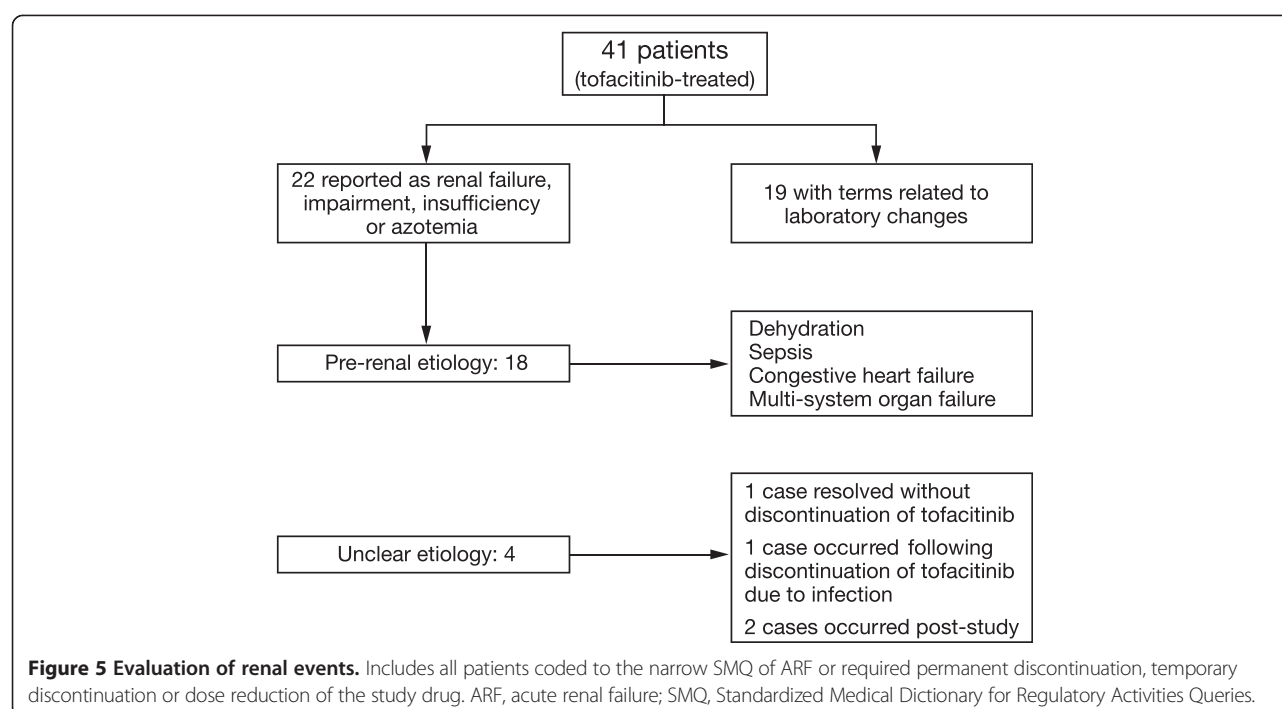 41 patients
(tofacitinib-treated)
22 reported as renal failure,
impairment, insufficiency
or azotemia
19 with terms related to
laboratory changes
Pre-renal etiology: 18
Dehydration
Sepsis
Congestive heart failure
Multi-system organ failure
Unclear etiology: 4
1 case resolved without
discontinuation of tofacitinib
1 case occurred following
discontinuation of tofacitinib
due to infection
2 cases occurred post-study
Figure 5 Evaluation of renal events. Includes all patients coded to the narrow SMQ of ARF or required permanent discontinuation, temporary
discontinuation or dose reduction of the study drug. ARF, acute renal failure; SMQ, Standardized Medical Dictionary for Regulatory Activities Queries.